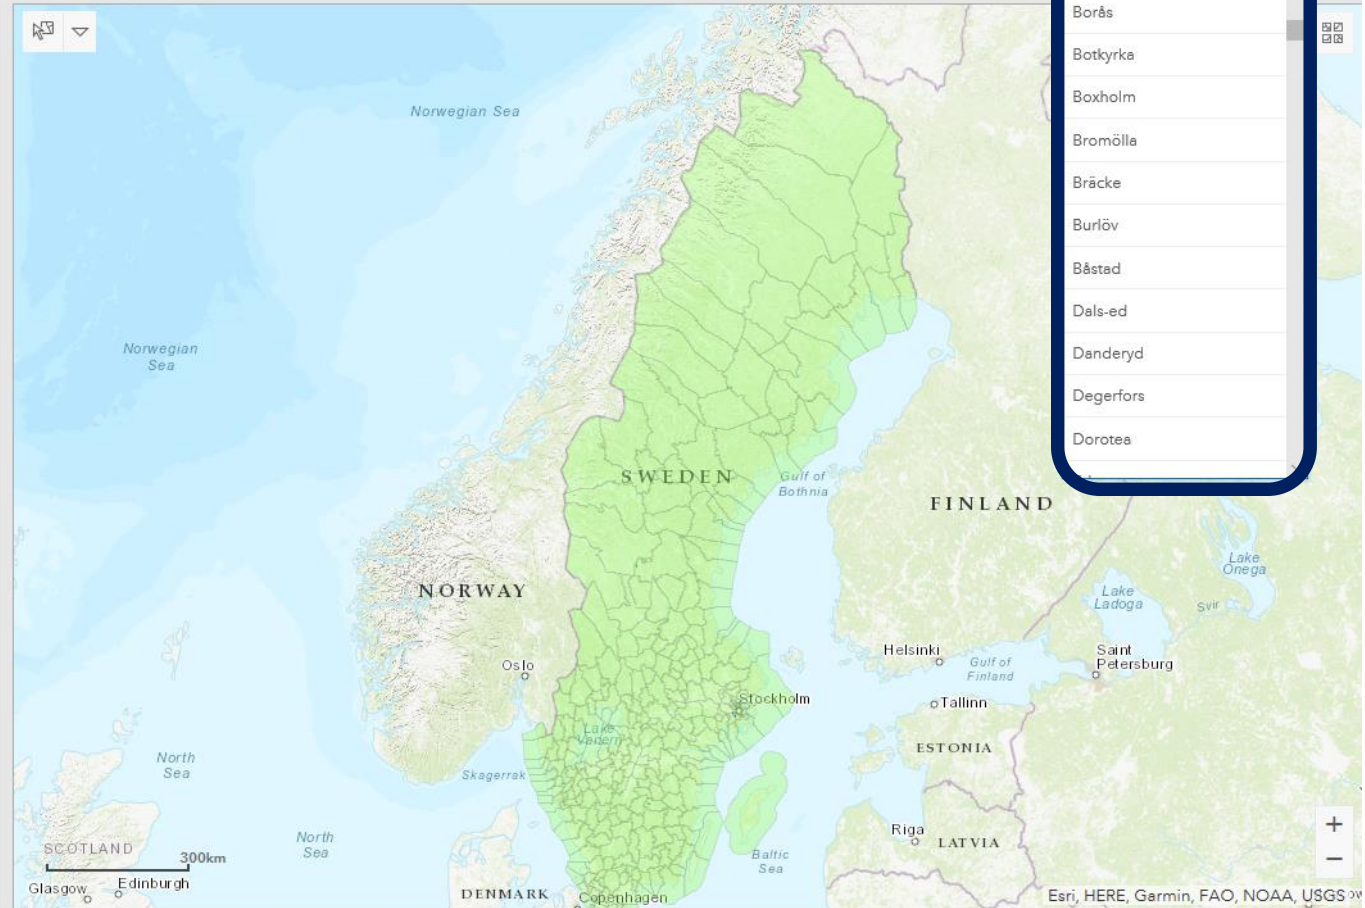 Borås
Botkyrka
Boxholm
Bromölla
Bräcke
Burlöv
Båstad
Dals-ed
Danderyd
Degerfors
Dorotea
Norwegian Sea
Norwegian
Sea
SWEDEN
Gulf of
Bothnia
FINLAND
NORWAY
Lake
Onega
Lake
Ladoga
Svir
Oslo
Helsinki
Gulf of
Finland
Saint
Petersburg
Stockholm
Tallinn
Lake
Vanern
ESTONIA
North
Sea
Skagerrak
North
Sea
Riga
LATVIA
SCOTLAND
300km
Baltic
Sea
Glasgow
Edinburgh
DENMARK
Copenhagen
Esri, HERE, Garmin, FAO, NOAA, USGS